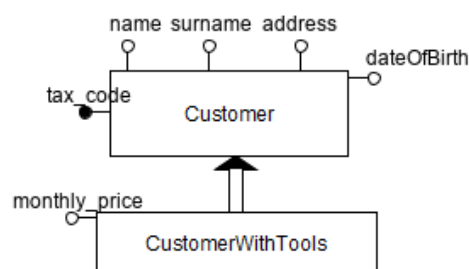 name surname address
dateOfBirth
tax_code
Customer
monthly_price
CustomerWithTools